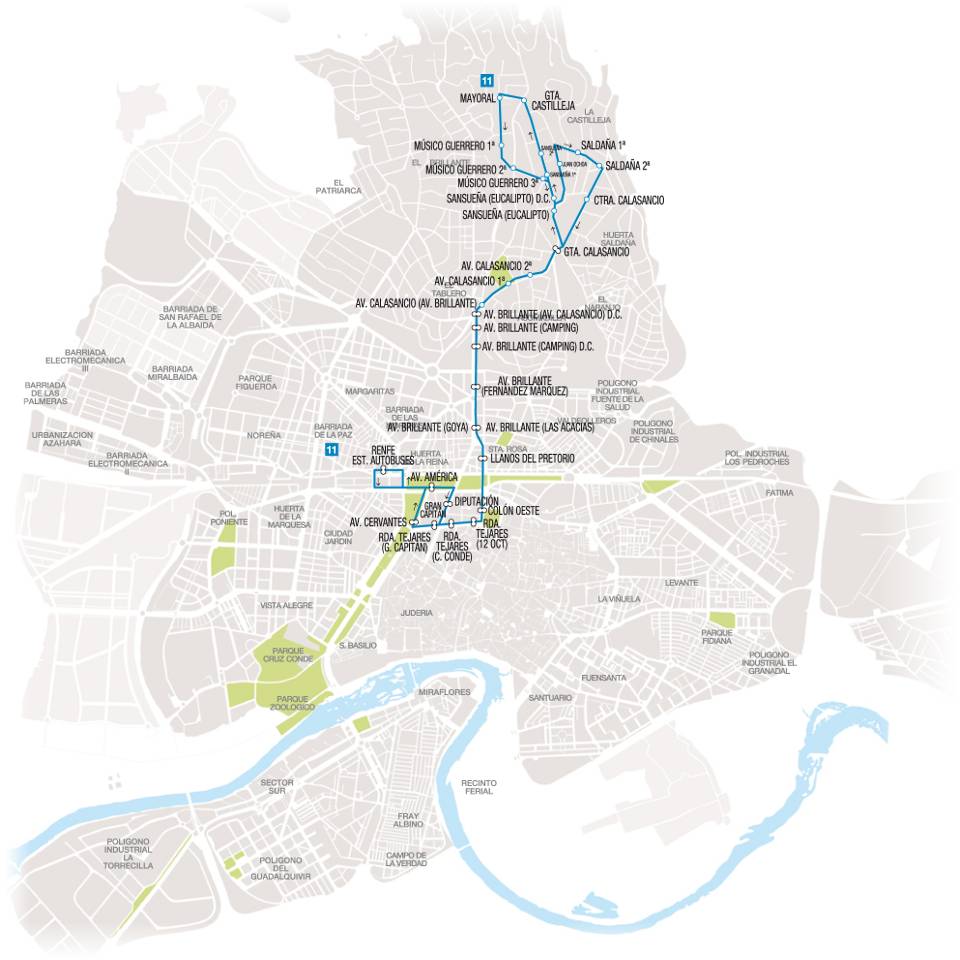 11
MAYORAL
GTA.
CASTILLEJA
LA
CASTILLEJA
MÚSICO GUERRERO 1ª
SALDAÑA 1ª
EL BRILLANTE
JUAN OCHOA
SALDAÑA 2ª
MÚSICO GUERRERO 2ª
SANSUEÑA 1ª
MÚSICO GUERRERO 3ª
EL
PATRIARCA
SANSUEÑA (EUCALIPTO) D.C.
CTRA. CALASANCIO
SANSUEÑA (EUCALIPTO)
HUERTA
SALDAÑA
GTA. CALASANCIO
AV. CALASANCIO 2ª
AV. CALASANCIO 1ª
EL
TABLERO
AV. CALASANCIO (AV. BRILLANTE)
EL
NARANJO
AV. BRILLANTE (AV. CALASANCIO) D.C.
AV. BRILLANTE (CAMPING)
BARRIADA DE
SAN RAFAEL DE
LA ALBAIDA
AV. BRILLANTE (CAMPING) D.C.
BARRIADA
ELECTROMECANICA
III
BARRIADA
MIRALBAIDA
PARQUE
FIGUEROA
MARGARITAS
AV. BRILLANTE
(FERNÁNDEZ MÁRQUEZ)
POLIGONO
INDUSTRIAL
FUENTE DE LA
SALUD
BARRIADA
DE LAS
PALMERAS
BARRIADA
DE LAS
AV. BRILLANTE (GOYA)
AV. BRILLANTE (LAS ACACIAS)
VALDEOLLEROS
POLIGONO
INDUSTRIAL
DE CHINALES
URBANIZACION
AZAHARA
NOREÑA
BARRIADA
DE LA PAZ
11
STA. ROSA
RENFE
EST. AUTOBUSES
HUERTA
LA REINA
LLANOS DEL PRETORIO
POL. INDUSTRIAL
LOS PEDROCHES
BARRIADA
ELECTROMECANICA
II
AV. AMÉRICA
FATIMA
DIPUTACIÓN
GRAN
CAPITÁN
COLÓN OESTE
POL.
PONIENTE
HUERTA
DE LA
MARQUESA
AV. CERVANTES
CIUDAD
JARDIN
RDA. TEJARES
(G. CAPITÁN)
RDA.
TEJARES
(C. CONDE)
RDA.
TEJARES
(12 OCT)
LEVANTE
VISTA ALEGRE
JUDERIA
LA VIÑUELA
PARQUE
FIDIANA
S. BASILIO
PARQUE
CRUZ CONDE
POLIGONO
INDUSTRIAL EL
GRANADAL
FUENSANTA
MIRAFLORES
SANTUARIO
PARQUE
ZOOLOGICO
SECTOR
SUR
RECINTO
FERIAL
FRAY
ALBINO
POLIGONO
INDUSTRIAL
LA
TORRECILLA
POLIGONO
DEL
GUADALQUIVIR
CAMPO DE
LA VERDAD